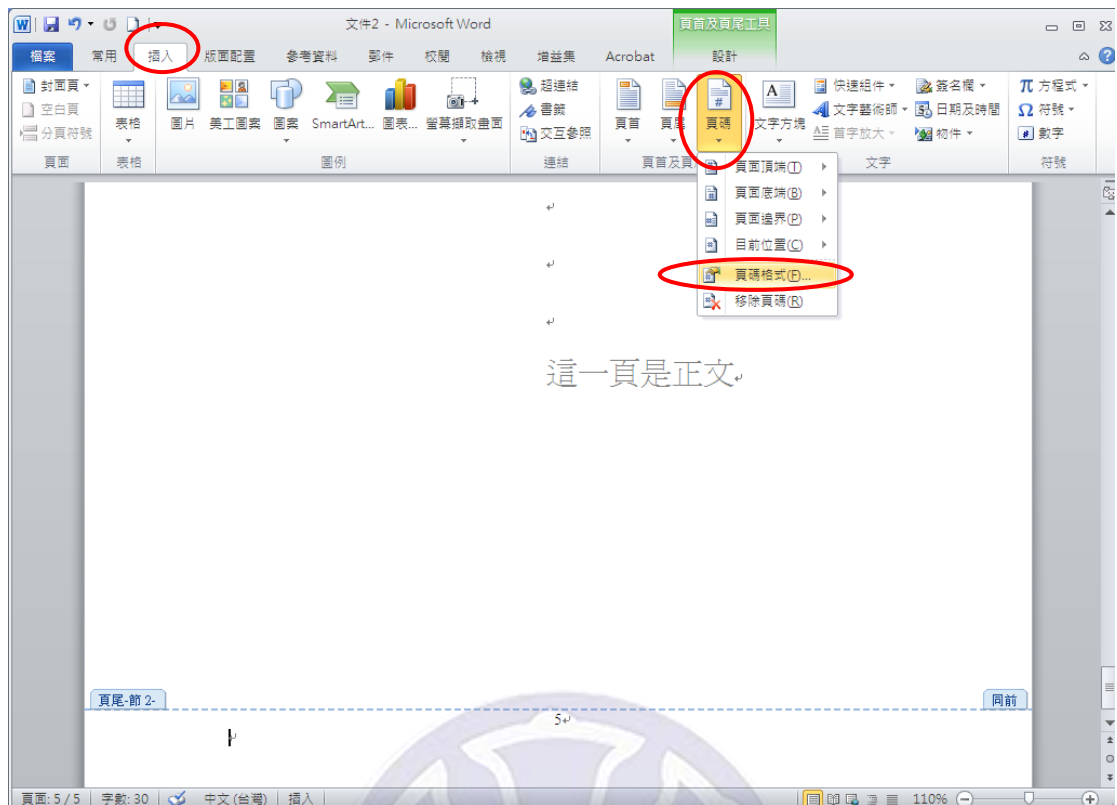 文件2 - Microsoft Word
頁首及頁尾工具
檔案 常用 插入 版面配置 參考資料 郵件 校閱 檢視 增益集 Acrobat 設計
封面頁 超連結 快速組件 簽名欄 π 方程式
空白頁 書籤 文字藝術師 日期及時間 Ω 符號
分頁符號 表格 圖片 美工圖案 圖案 SmartArt... 圖表... 螢幕擷取畫面 交互參照 頁首 頁尾 頁碼 文字方塊 首字放大 物件 數字
頁面 表格 圖例 連結 頁首及頁 文字 符號
頁面頂端(T)
頁面底端(B)
頁面邊界(P)
目前位置(C)
頁碼格式(F)...
移除頁碼(R)
這一頁是正文
頁尾-節 2- 同前
5
頁面: 5 / 5 字數: 30 中文 (台灣) 插入 110%